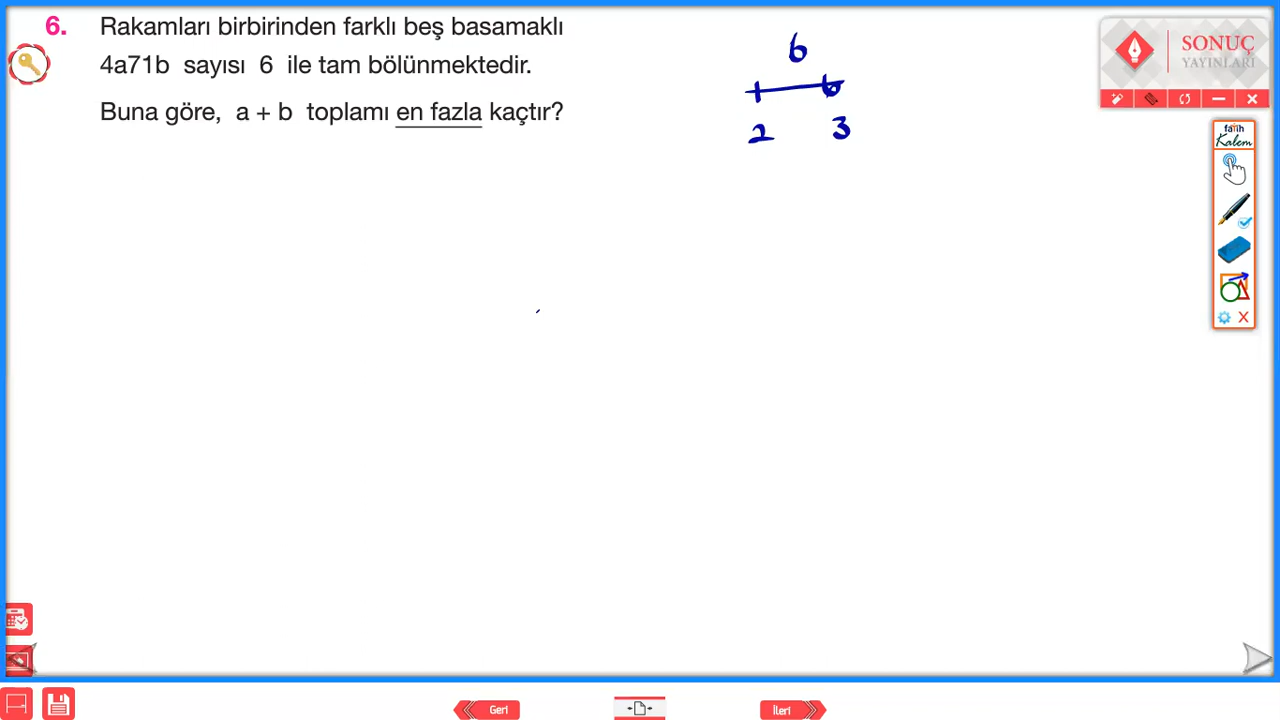 6. Rakamları birbirinden farklı beş basamaklı
4a71b sayısı 6 ile tam bölünmektedir.
Buna göre, a + b toplamı en fazla kaçtır?
6
2 3
SONUÇ
YAYINLARI
fatih
Kalem
Geri
İleri